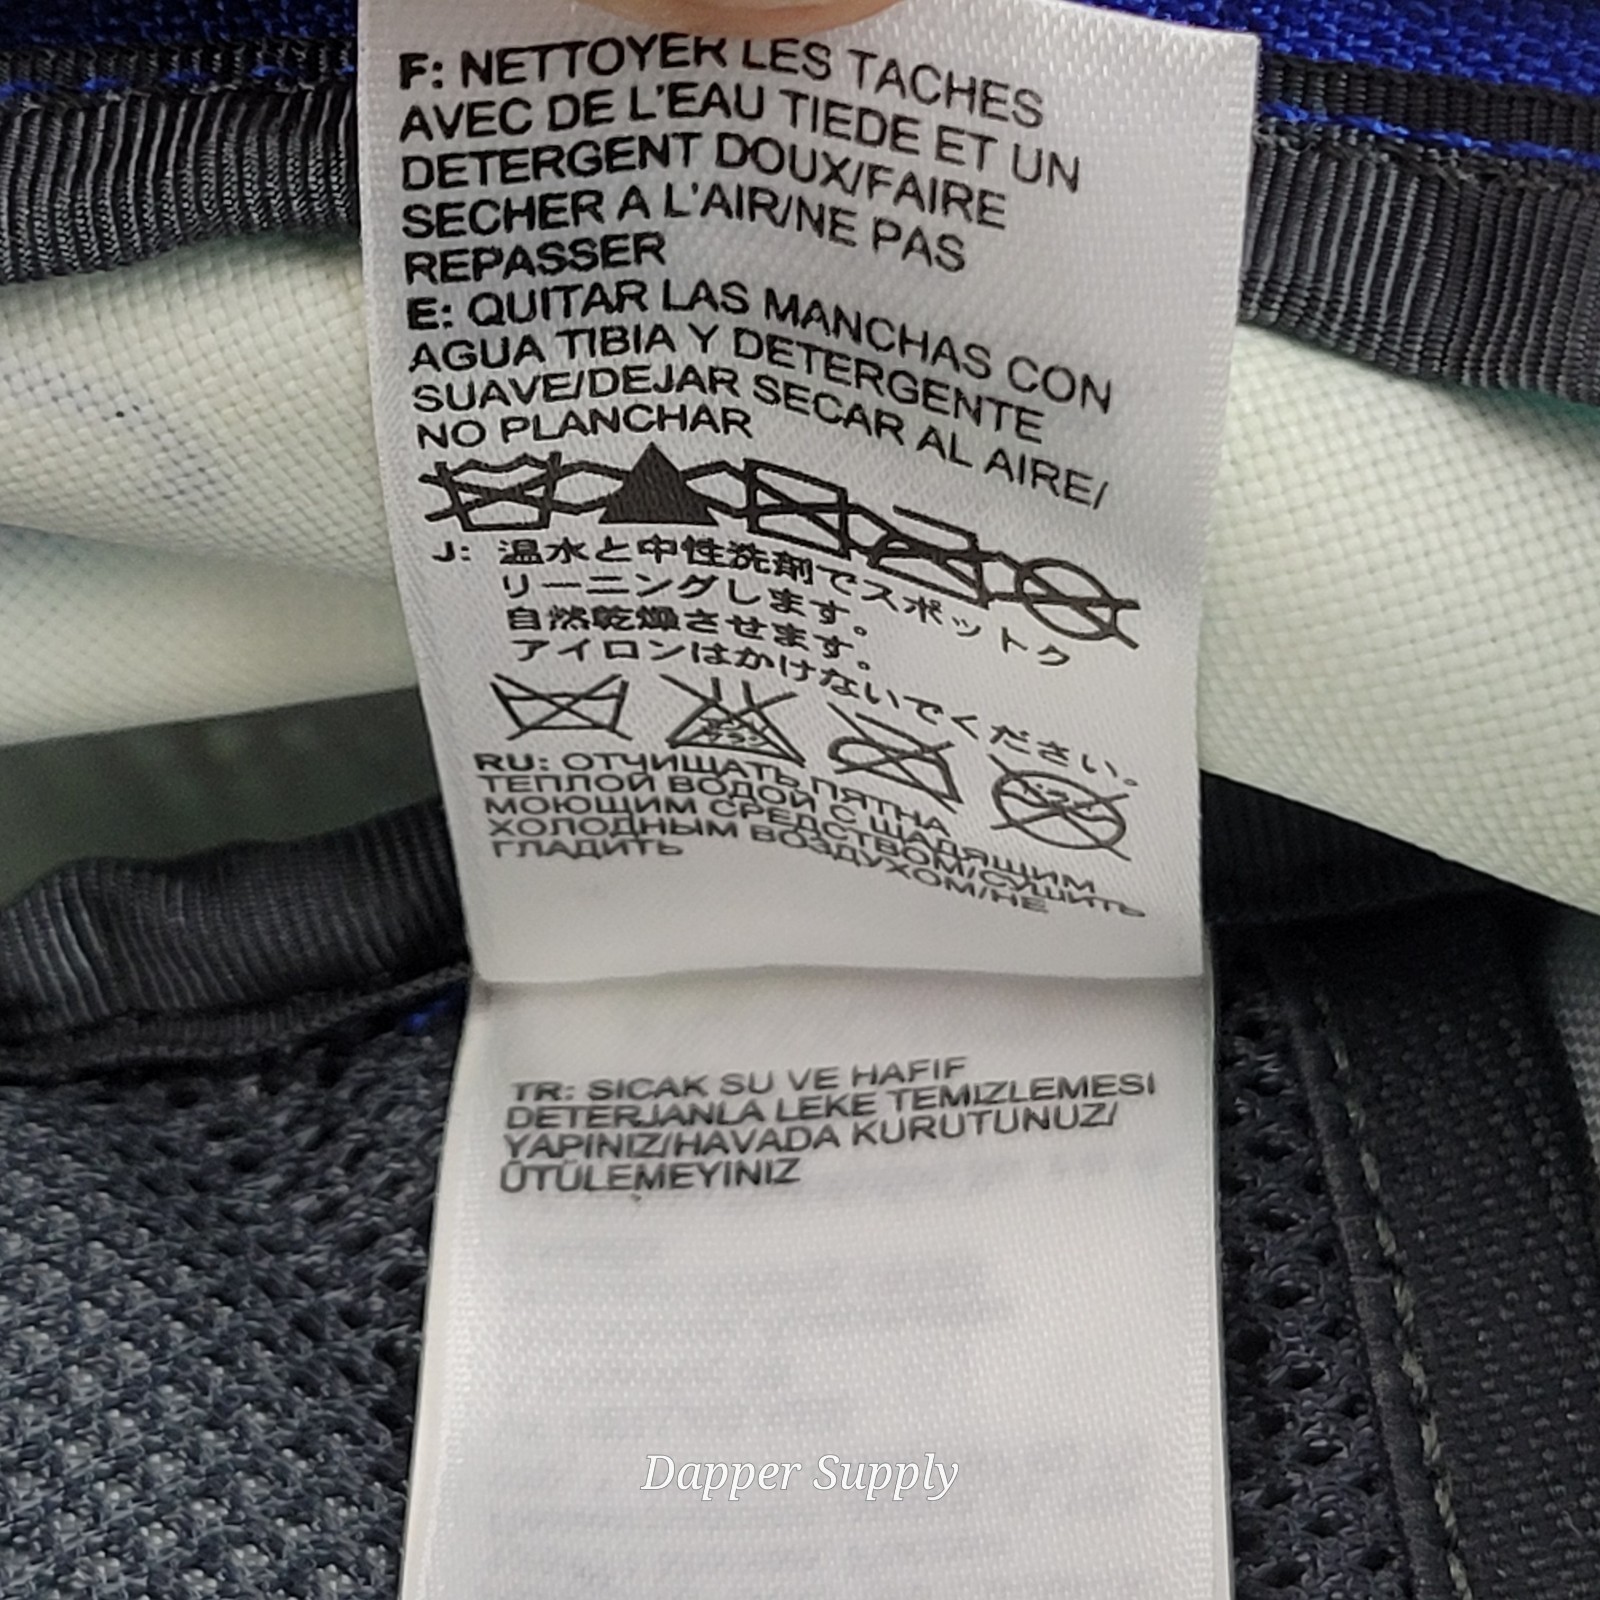 F: NETTOYER LES TACHES
AVEC DE L'EAU TIEDE ET UN
DETERGENT DOUX/FAIRE
SECHER A L'AIR/NE PAS
REPASSER
E: QUITAR LAS MANCHAS CON
AGUA TIBIA Y DETERGENTE
SUAVE/DEJAR SECAR AL AIRE/
NO PLANCHAR
J: 温水と中性洗剤でスポットク
リーニングします。
自然乾燥させます。
アイロンはかけないでください。
RU: ОТЧИЩАТЬ ПЯТНА
ТЕПЛОЙ ВОДОЙ С ЩАДЯЩИМ
МОЮЩИМ СРЕДСТВОМ/СУШИТЬ
ХОЛОДНЫМ ВОЗДУХОМ/НЕ
ГЛАДИТЬ
TR: SICAK SU VE HAFIF
DETERJANLA LEKE TEMIZLEMESI
YAPINIZ/HAVADA KURUTUNUZ/
ÜTÜLEMEYINIZ
Dapper Supply